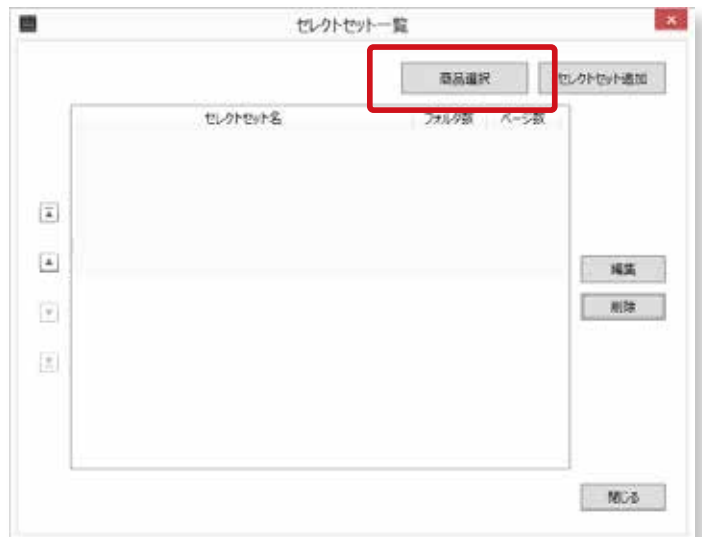 セレクトセット一覧
商品選択
セレクトセット追加
セレクトセット名 フォルダ数 ページ数
編集
削除
閉じる